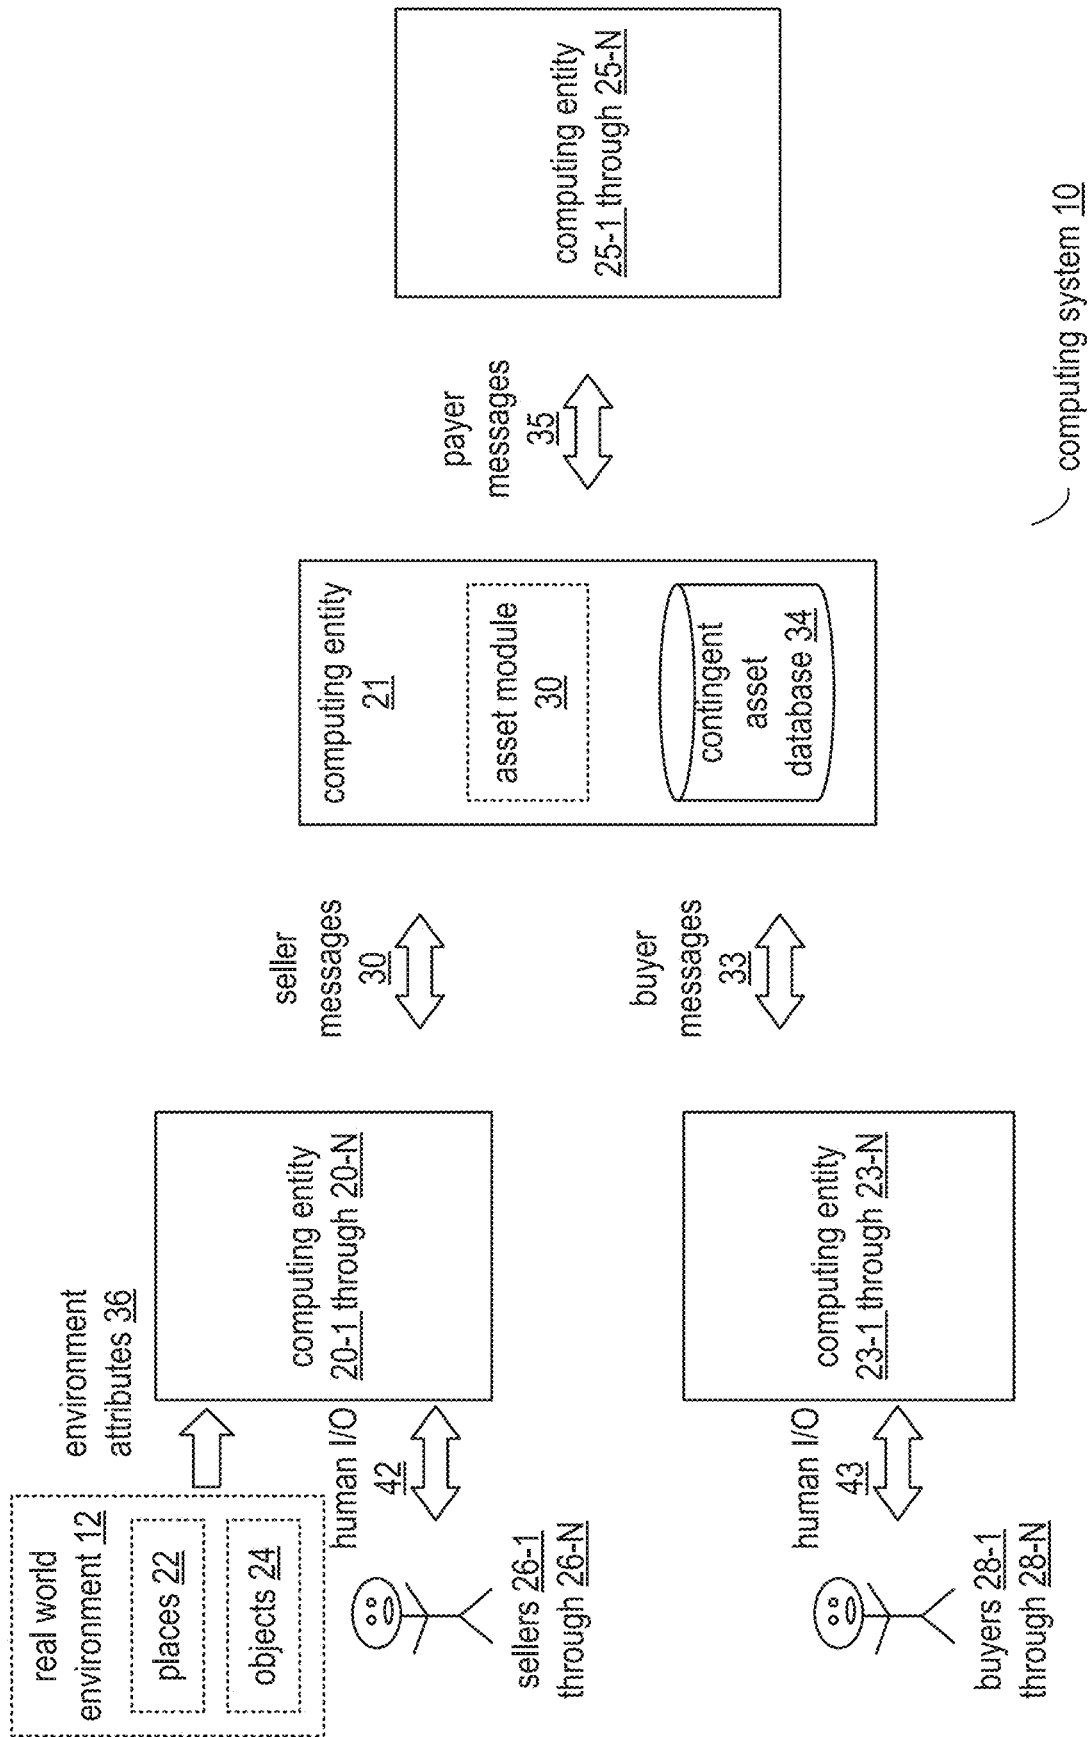 real world
environment 12
places 22
objects 24
environment
attributes 36
human I/O
42
sellers 26-1
through 26-N
computing entity
20-1 through 20-N
human I/O
43
buyers 28-1
through 28-N
computing entity
23-1 through 23-N
seller
messages
30
buyer
messages
33
computing entity
21
asset module
30
contingent
asset
database 34
payer
messages
35
computing entity
25-1 through 25-N
computing system 10